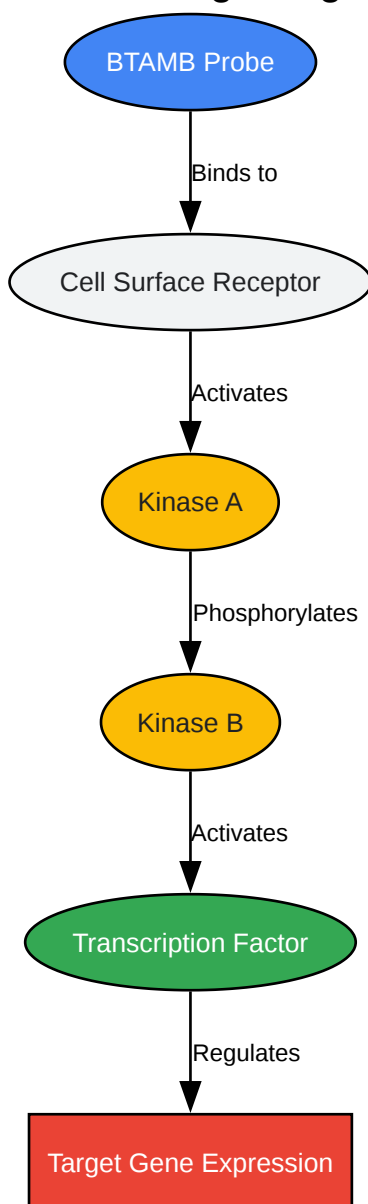 BTAMB Probe
Binds to
Cell Surface Receptor
Activates
Kinase A
Phosphorylates
Kinase B
Activates
Transcription Factor
Regulates
Target Gene Expression